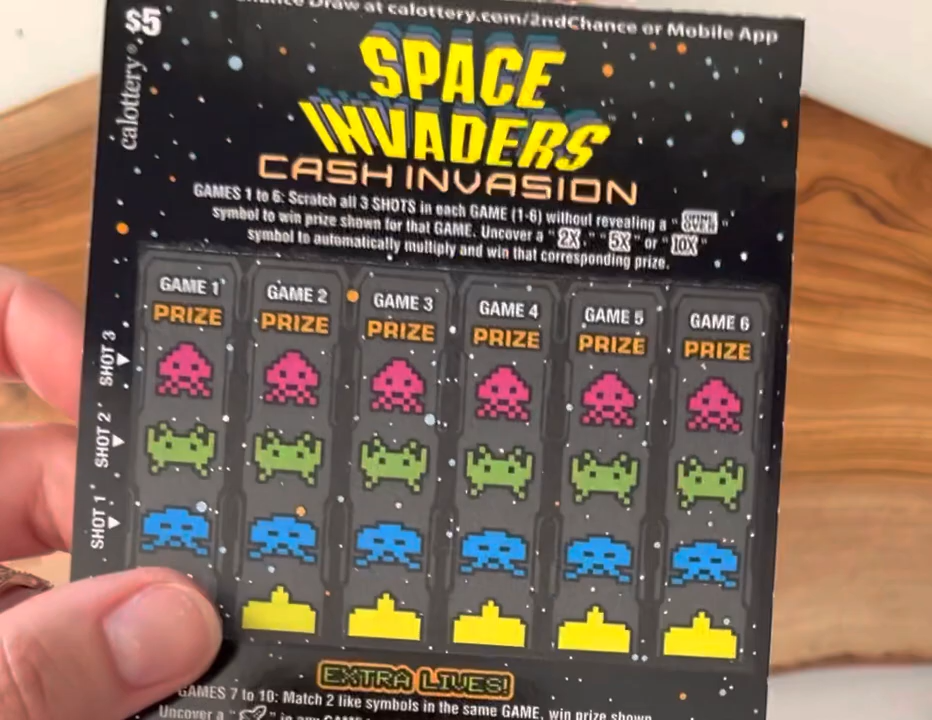 Draw at calottery.com/2ndChance or Mobile App
$5
calottery
SPACE
INVADERS
CASH INVASION
GAMES 1 to 6: Scratch all 3 SHOTS in each GAME (1-6) without revealing a "GAME OVER"
symbol to win prize shown for that GAME. Uncover a "2X," "5X" or "10X"
symbol to automatically multiply and win that corresponding prize.
GAME 1 GAME 2 GAME 3 GAME 4 GAME 5 GAME 6
PRIZE PRIZE PRIZE PRIZE PRIZE PRIZE
SHOT 3
SHOT 2
SHOT 1
EXTRA LIVES!
GAMES 7 to 10: Match 2 like symbols in the same GAME, win prize shown
Uncover a " " in any